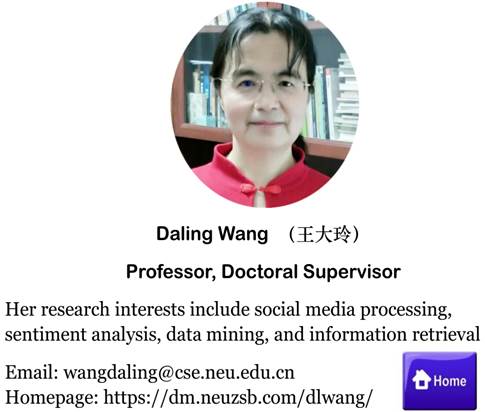 Daling Wang （王大玲）
Professor, Doctoral Supervisor
Her research interests include social media processing,
sentiment analysis, data mining, and information retrieval
Email: wangdaling@cse.neu.edu.cn
Homepage: https://dm.neuzsb.com/dlwang/
Home